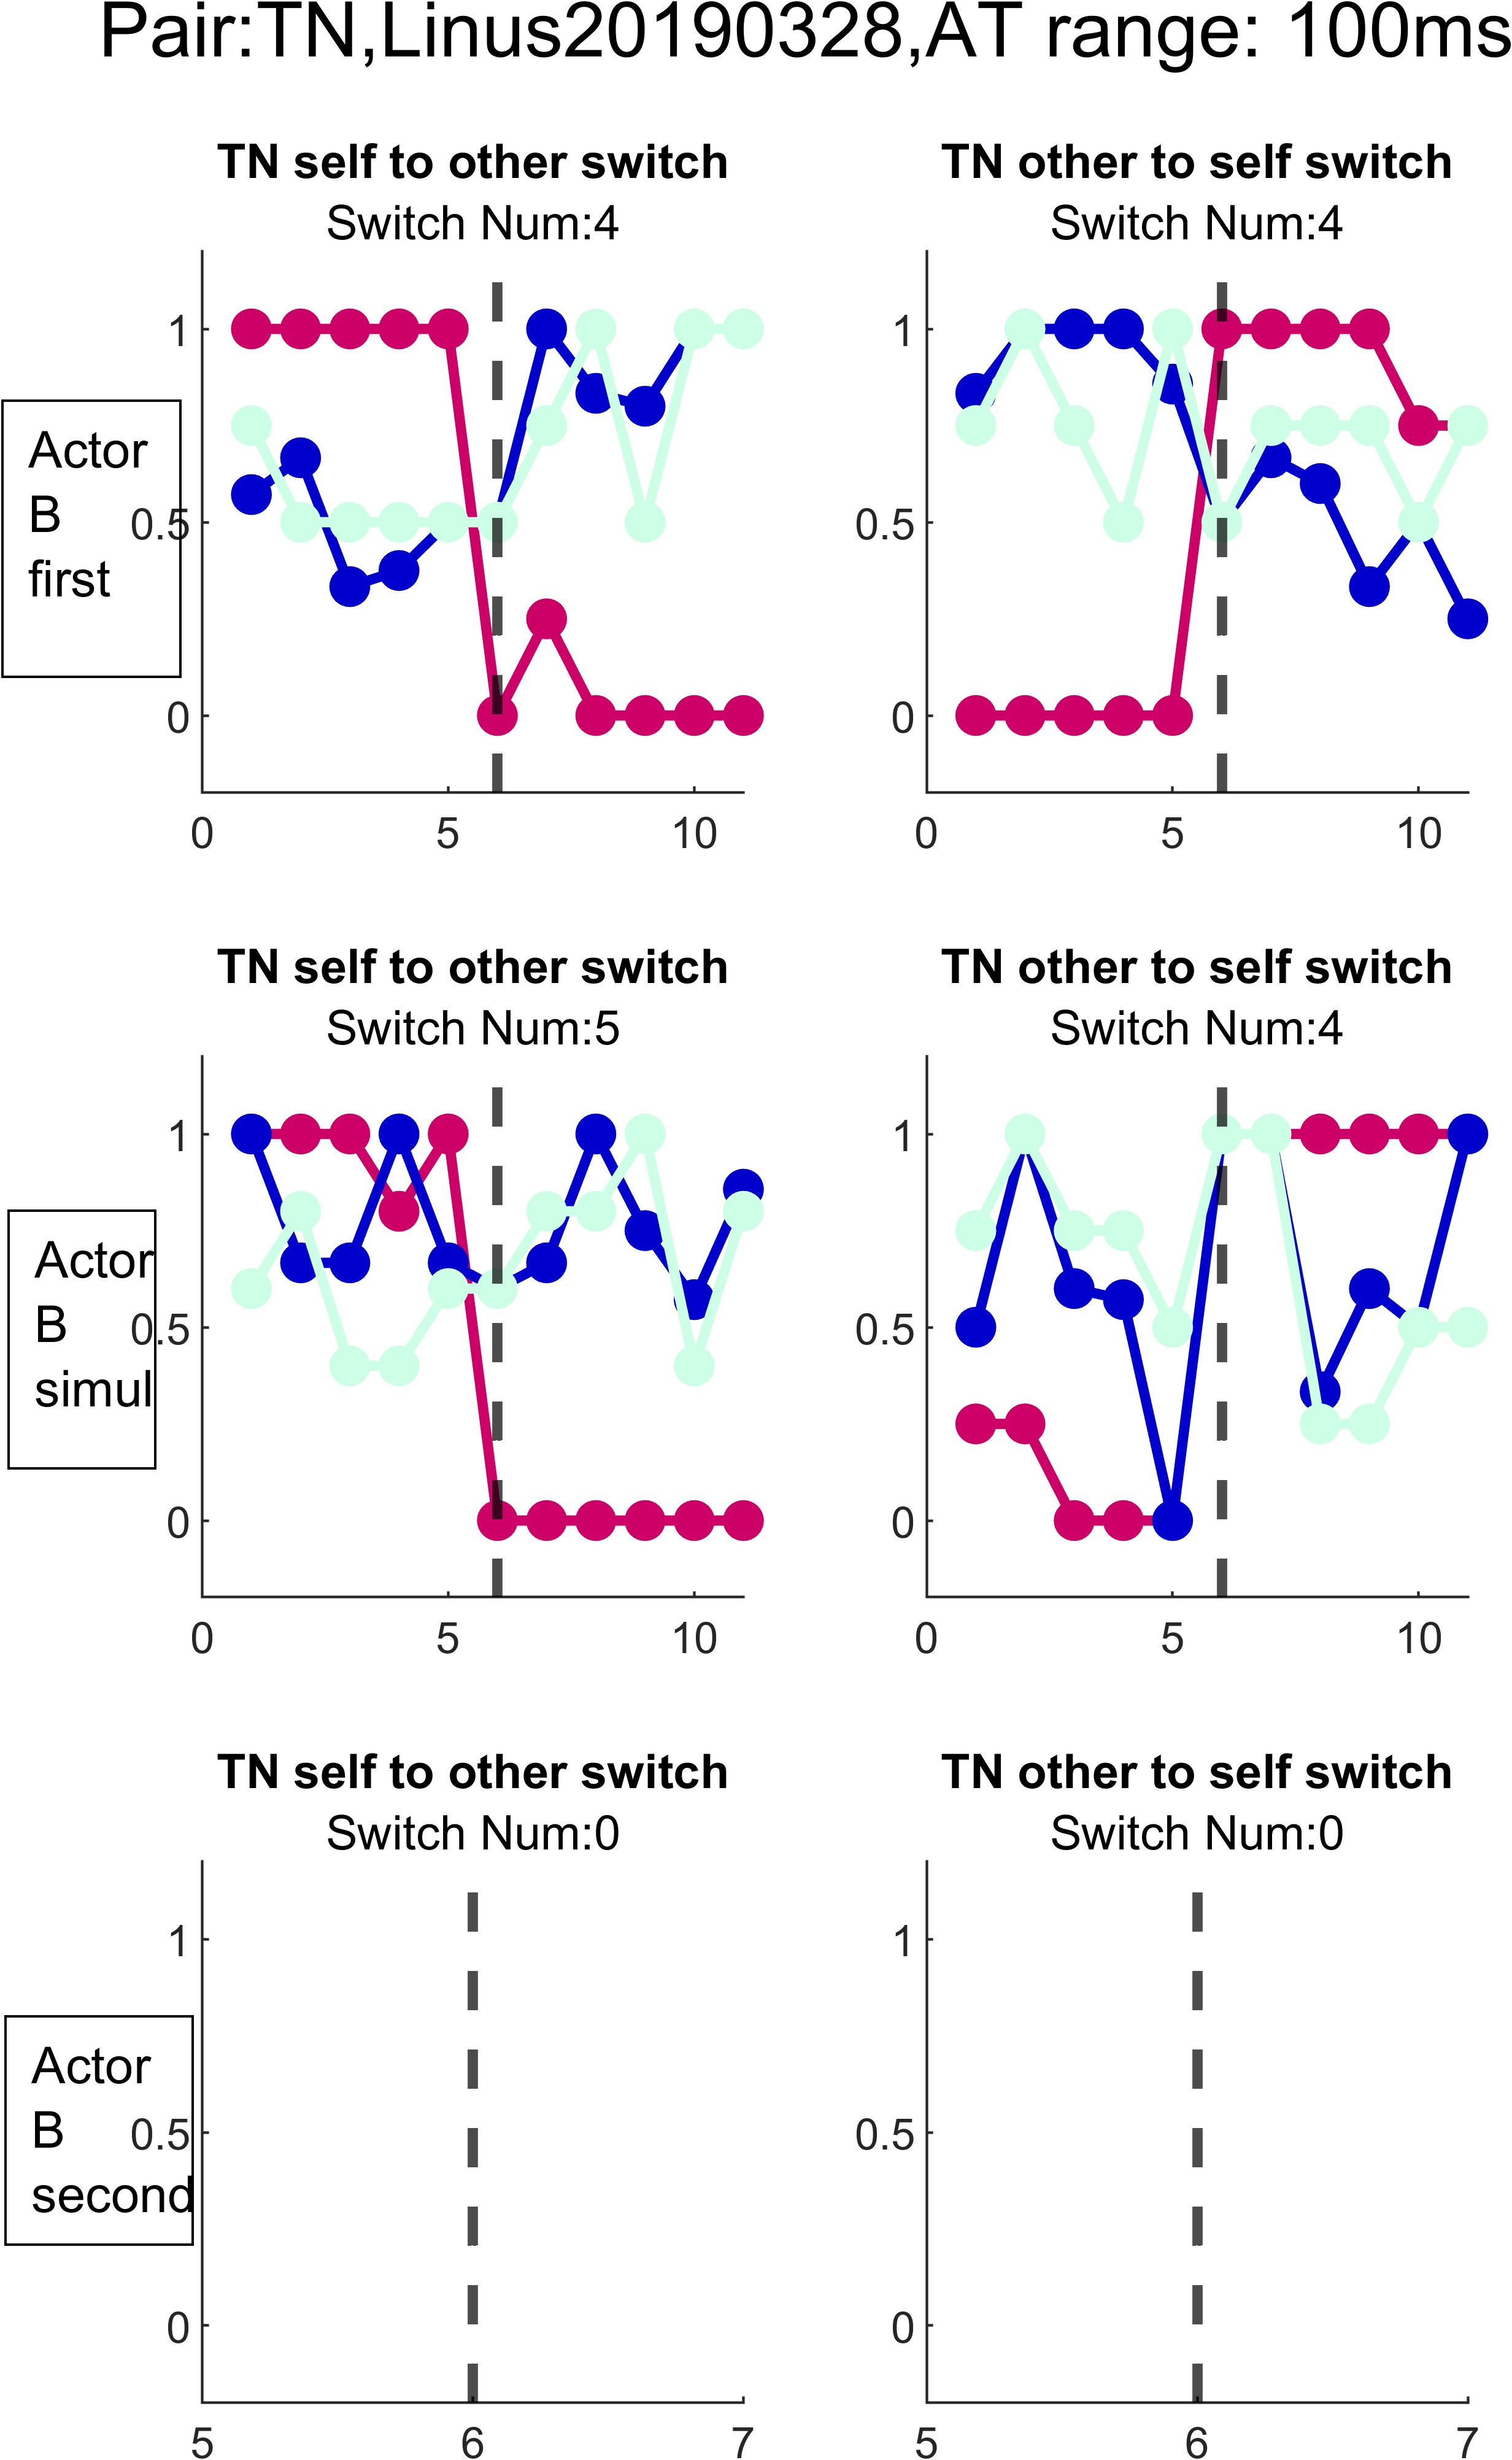 Pair:TN,Linus20190328,AT range: 100ms
TN self to other switch
Switch Num:4
1
0.5
0
0
5
10
TN other to self switch
Switch Num:4
1
0.5
0
0
5
10
Actor
B
first
TN self to other switch
Switch Num:5
1
0.5
0
0
5
10
TN other to self switch
Switch Num:4
1
0.5
0
0
5
10
Actor
B
simul
TN self to other switch
Switch Num:0
1
0.5
0
5
6
7
TN other to self switch
Switch Num:0
1
0.5
0
5
6
7
Actor
B
second